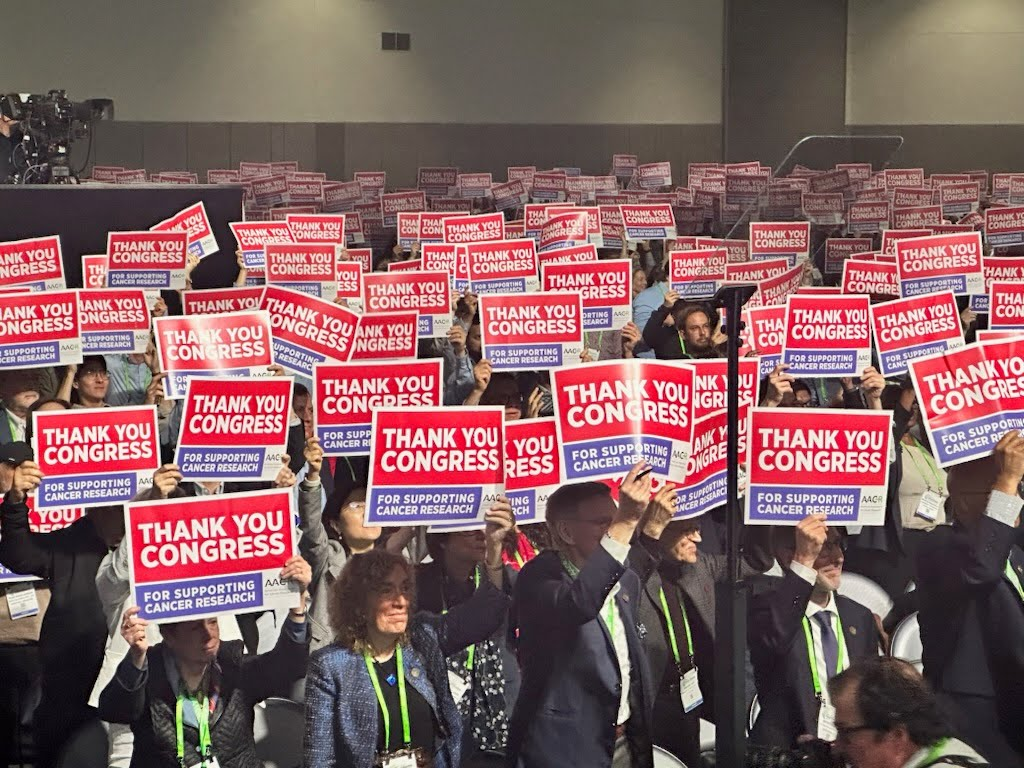 THANK YOU
CONGRESS
FOR SUPPORTING
CANCER RESEARCH
AACR